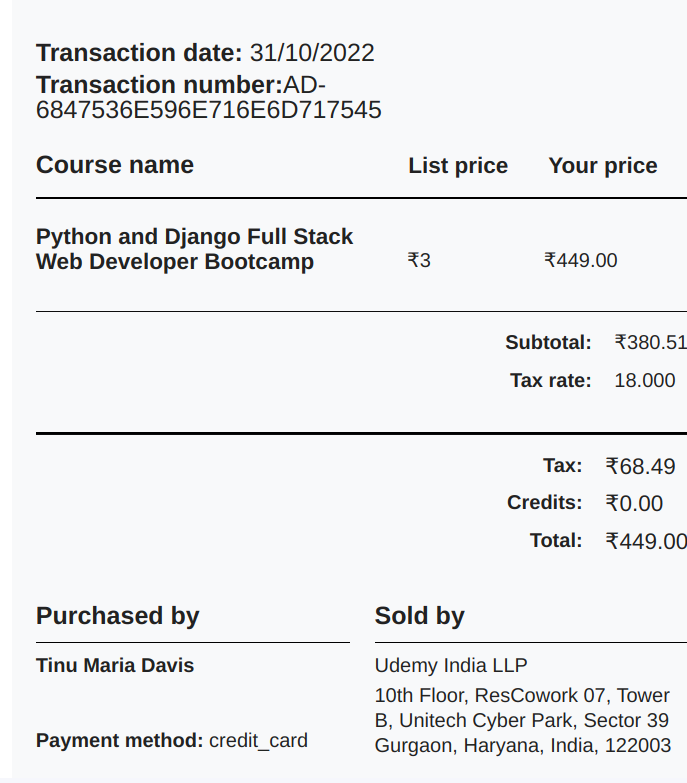 Transaction date: 31/10/2022
Transaction number:AD-
6847536E596E716E6D717545
Course name List price Your price
Python and Django Full Stack
Web Developer Bootcamp ₹3 ₹449.00
Subtotal: ₹380.51
Tax rate: 18.000
Tax: ₹68.49
Credits: ₹0.00
Total: ₹449.00
Purchased by Sold by
Tinu Maria Davis Udemy India LLP
10th Floor, ResCowork 07, Tower
B, Unitech Cyber Park, Sector 39
Payment method: credit_card Gurgaon, Haryana, India, 122003